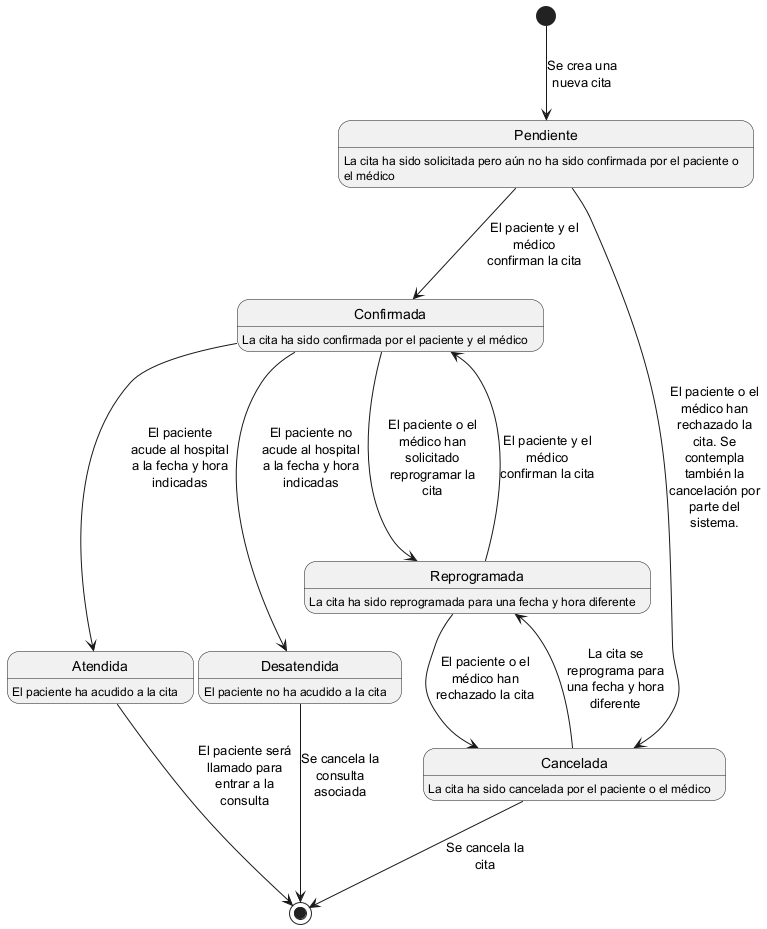 Se crea una
nueva cita
Pendiente
La cita ha sido solicitada pero aún no ha sido confirmada por el paciente o
el médico
El paciente y el
médico
confirman la cita
Confirmada
La cita ha sido confirmada por el paciente y el médico
El paciente
acude al hospital
a la fecha y hora
indicadas
El paciente no
acude al hospital
a la fecha y hora
indicadas
El paciente o el
médico han
solicitado
reprogramar la
cita
El paciente y el
médico
confirman la cita
El paciente o el
médico han
rechazado la
cita. Se
contempla
también la
cancelación por
parte del
sistema.
Reprogramada
La cita ha sido reprogramada para una fecha y hora diferente
Atendida
El paciente ha acudido a la cita
Desatendida
El paciente no ha acudido a la cita
El paciente o el
médico han
rechazado la cita
La cita se
reprograma para
una fecha y hora
diferente
Cancelada
La cita ha sido cancelada por el paciente o el médico
El paciente será
llamado para
entrar a la
consulta
Se cancela la
consulta
asociada
Se cancela la
cita